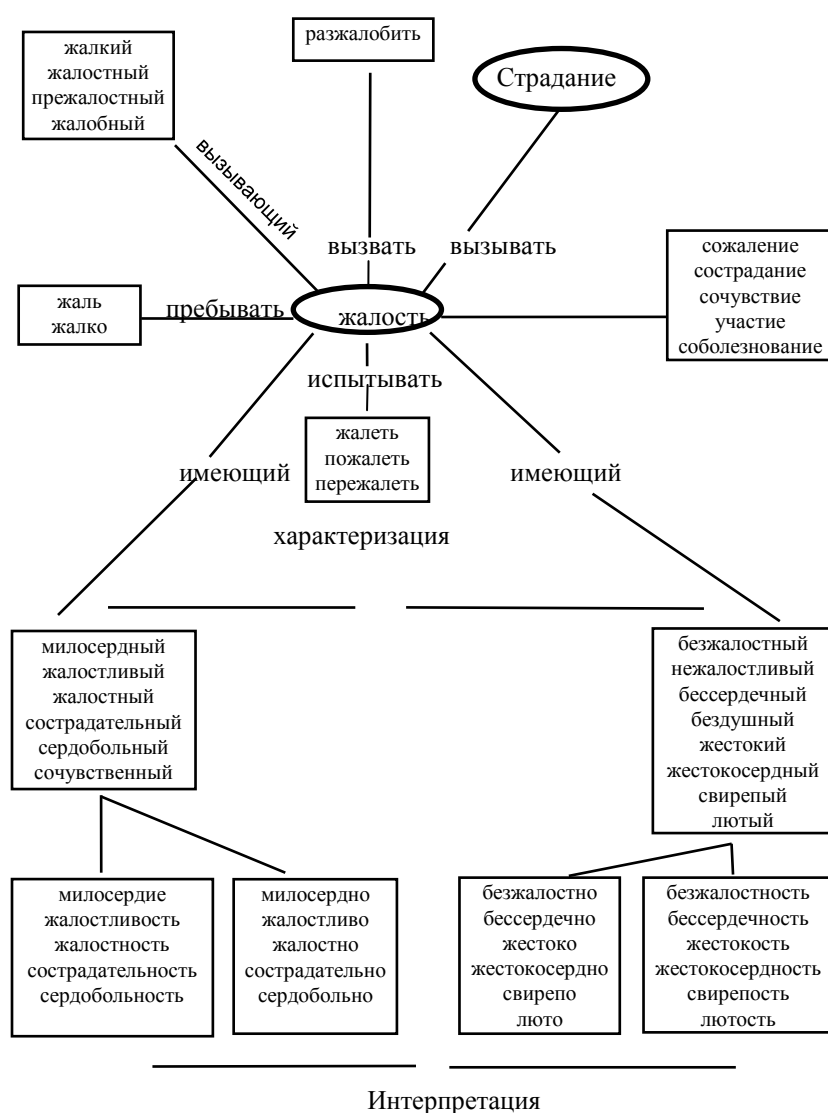 разжалобить
жалкий
жалостный
прежалостный
жалобный
Страдание
вызывающий
вызвать
вызывать
сожаление
сострадание
сочувствие
участие
соболезнование
жаль
жалко
пребывать
жалость
испытывать
жалеть
пожалеть
пережалеть
имеющий
имеющий
характеризация
милосердный
жалостливый
жалостный
сострадательный
сердобольный
сочувственный
безжалостный
нежалостливый
бессердечный
бездушный
жестокий
жестокосердный
свирепый
лютый
милосердие
жалостливость
жалостность
сострадательность
сердобольность
милосердно
жалостливо
жалостно
сострадательно
сердобольно
безжалостно
бессердечно
жестоко
жестокосердно
свирепо
люто
безжалостность
бессердечность
жестокость
жестокосердность
свирепость
лютость
Интерпретация